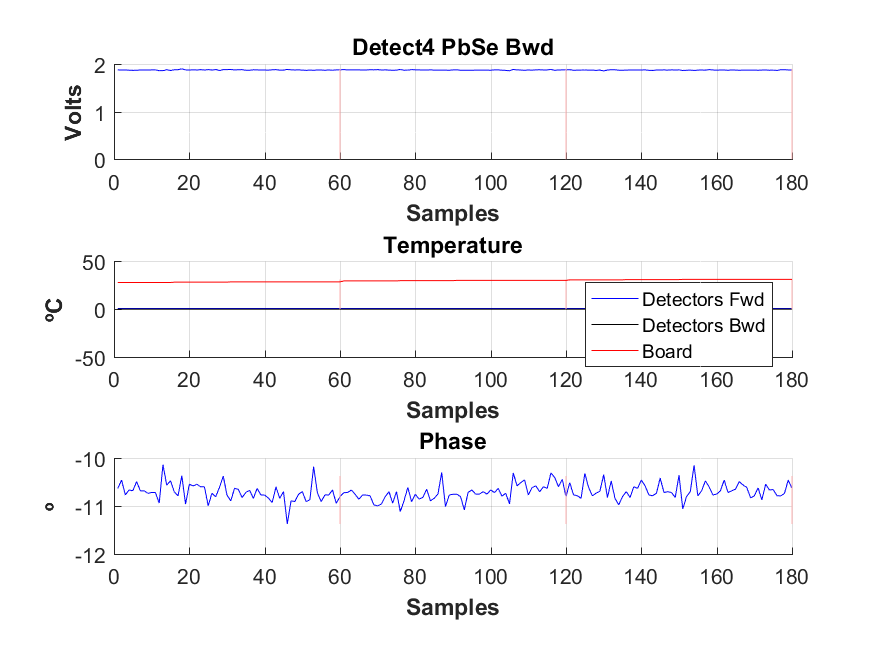 Detect4 PbSe Bwd
Volts
2
1
0
0 20 40 60 80 100 120 140 160 180
Samples
Temperature
ºC
50
0
-50
Detectors Fwd
Detectors Bwd
Board
0 20 40 60 80 100 120 140 160 180
Samples
Phase
º
-10
-11
-12
0 20 40 60 80 100 120 140 160 180
Samples